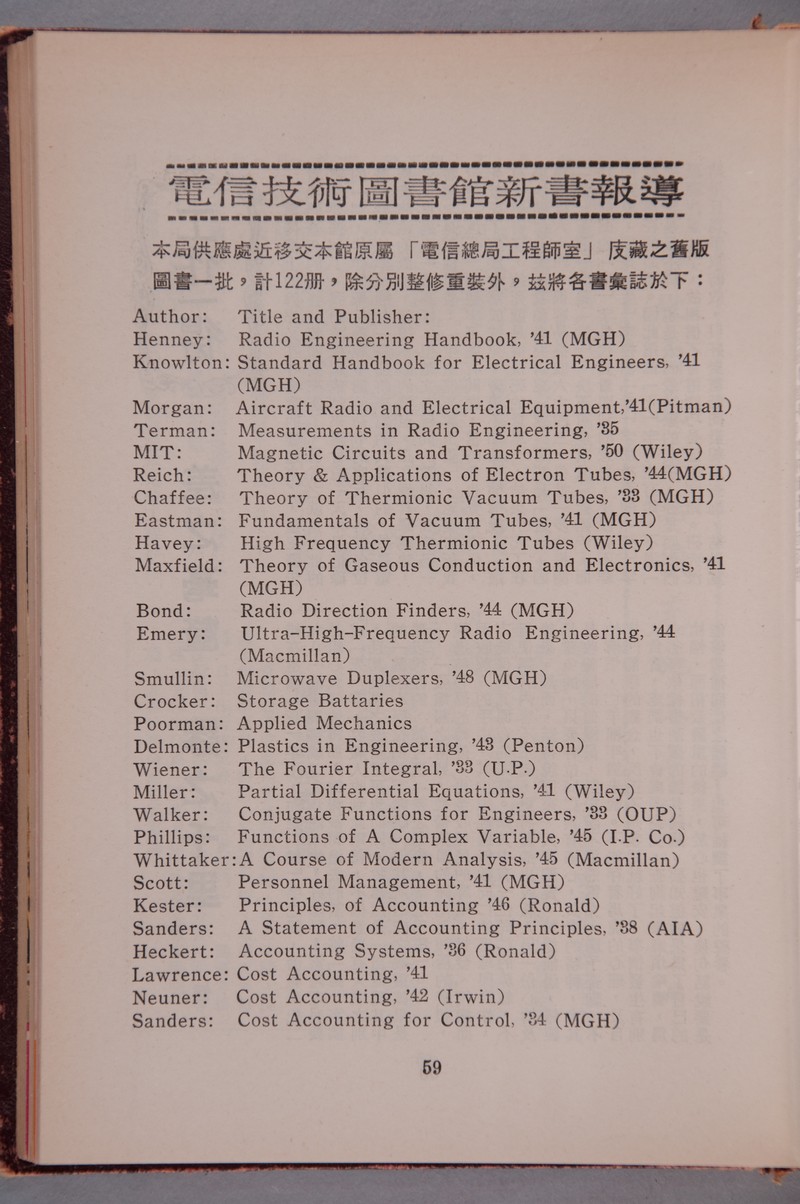 電信技術圖書館新書報導
本局供應處近移交本館原屬「電信總局工程師室」庋藏之舊版
圖書一批，計122册，除分別整修重裝外，茲將各書彙誌於下：
Author: Title and Publisher:
Henney: Radio Engineering Handbook, ’41 (MGH)
Knowlton: Standard Handbook for Electrical Engineers, ’41
(MGH)
Morgan: Aircraft Radio and Electrical Equipment,’41(Pitman)
Terman: Measurements in Radio Engineering, ’35
MIT: Magnetic Circuits and Transformers, ’50 (Wiley)
Reich: Theory & Applications of Electron Tubes, ’44(MGH)
Chaffee: Theory of Thermionic Vacuum Tubes, ’33 (MGH)
Eastman: Fundamentals of Vacuum Tubes, ’41 (MGH)
Havey: High Frequency Thermionic Tubes (Wiley)
Maxfield: Theory of Gaseous Conduction and Electronics, ’41
(MGH)
Bond: Radio Direction Finders, ’44 (MGH)
Emery: Ultra-High-Frequency Radio Engineering, ’44
(Macmillan)
Smullin: Microwave Duplexers, ’48 (MGH)
Crocker: Storage Battaries
Poorman: Applied Mechanics
Delmonte: Plastics in Engineering, ’43 (Penton)
Wiener: The Fourier Integral, ’33 (U.P.)
Miller: Partial Differential Equations, ’41 (Wiley)
Walker: Conjugate Functions for Engineers, ’33 (OUP)
Phillips: Functions of A Complex Variable, ’45 (I.P. Co.)
Whittaker:A Course of Modern Analysis, ’45 (Macmillan)
Scott: Personnel Management, ’41 (MGH)
Kester: Principles, of Accounting ’46 (Ronald)
Sanders: A Statement of Accounting Principles, ’38 (AIA)
Heckert: Accounting Systems, ’36 (Ronald)
Lawrence: Cost Accounting, ’41
Neuner: Cost Accounting, ’42 (Irwin)
Sanders: Cost Accounting for Control, ’34 (MGH)
59